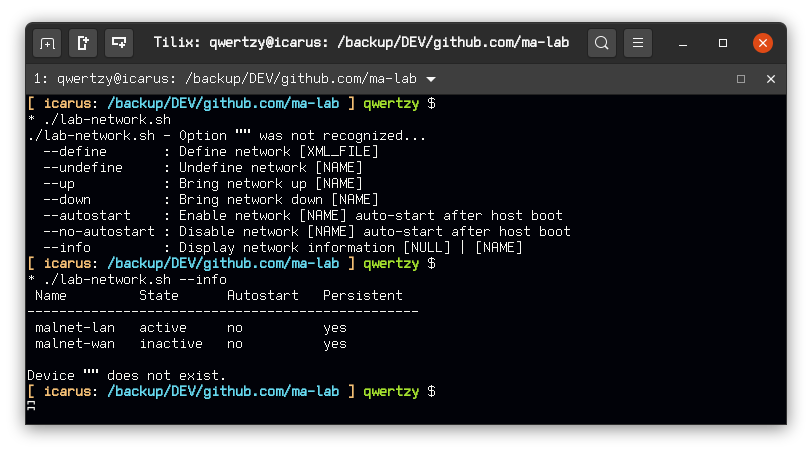 Tilix: qwertzy@icarus: /backup/DEV/github.com/ma-lab
1: qwertzy@icarus: /backup/DEV/github.com/ma-lab
[ icarus: /backup/DEV/github.com/ma-lab ] qwertzy $
* ./lab-network.sh
./lab-network.sh - Option "" was not recognized...
  --define       : Define network [XML_FILE]
  --undefine     : Undefine network [NAME]
  --up           : Bring network up [NAME]
  --down         : Bring network down [NAME]
  --autostart    : Enable network [NAME] auto-start after host boot
  --no-autostart : Disable network [NAME] auto-start after host boot
  --info         : Display network information [NULL] | [NAME]
[ icarus: /backup/DEV/github.com/ma-lab ] qwertzy $
* ./lab-network.sh --info
 Name         State      Autostart   Persistent
-------------------------------------------------
 malnet-lan   active     no          yes
 malnet-wan   inactive   no          yes
Device "" does not exist.
[ icarus: /backup/DEV/github.com/ma-lab ] qwertzy $